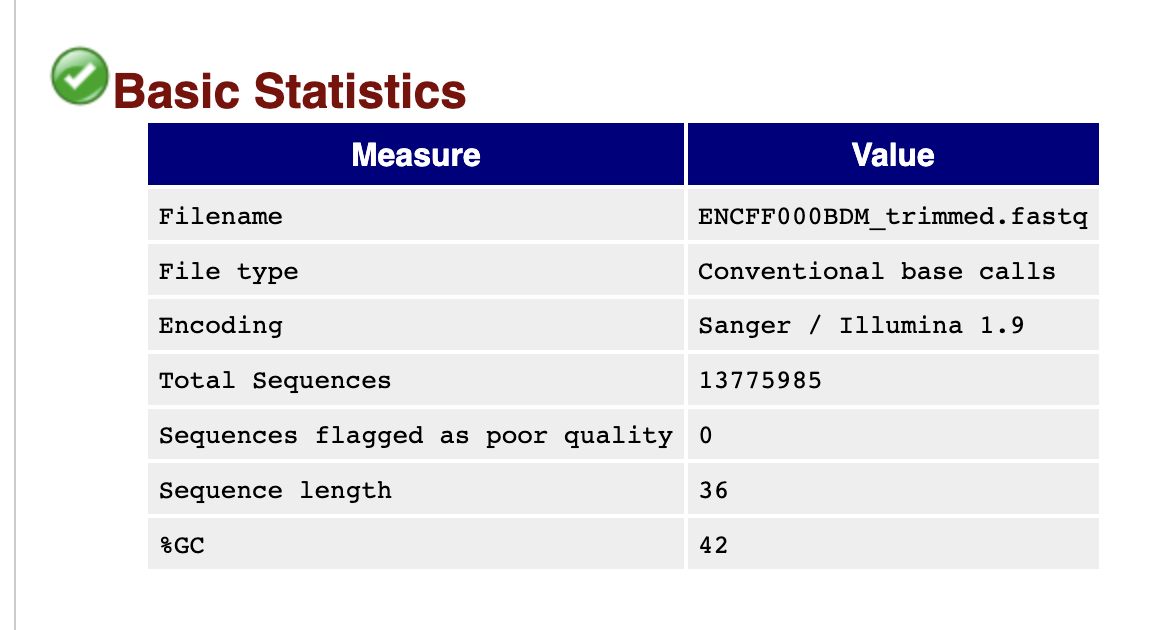 Basic Statistics
Measure Value
Filename ENCFF000BDM_trimmed.fastq
File type Conventional base calls
Encoding Sanger / Illumina 1.9
Total Sequences 13775985
Sequences flagged as poor quality 0
Sequence length 36
%GC 42